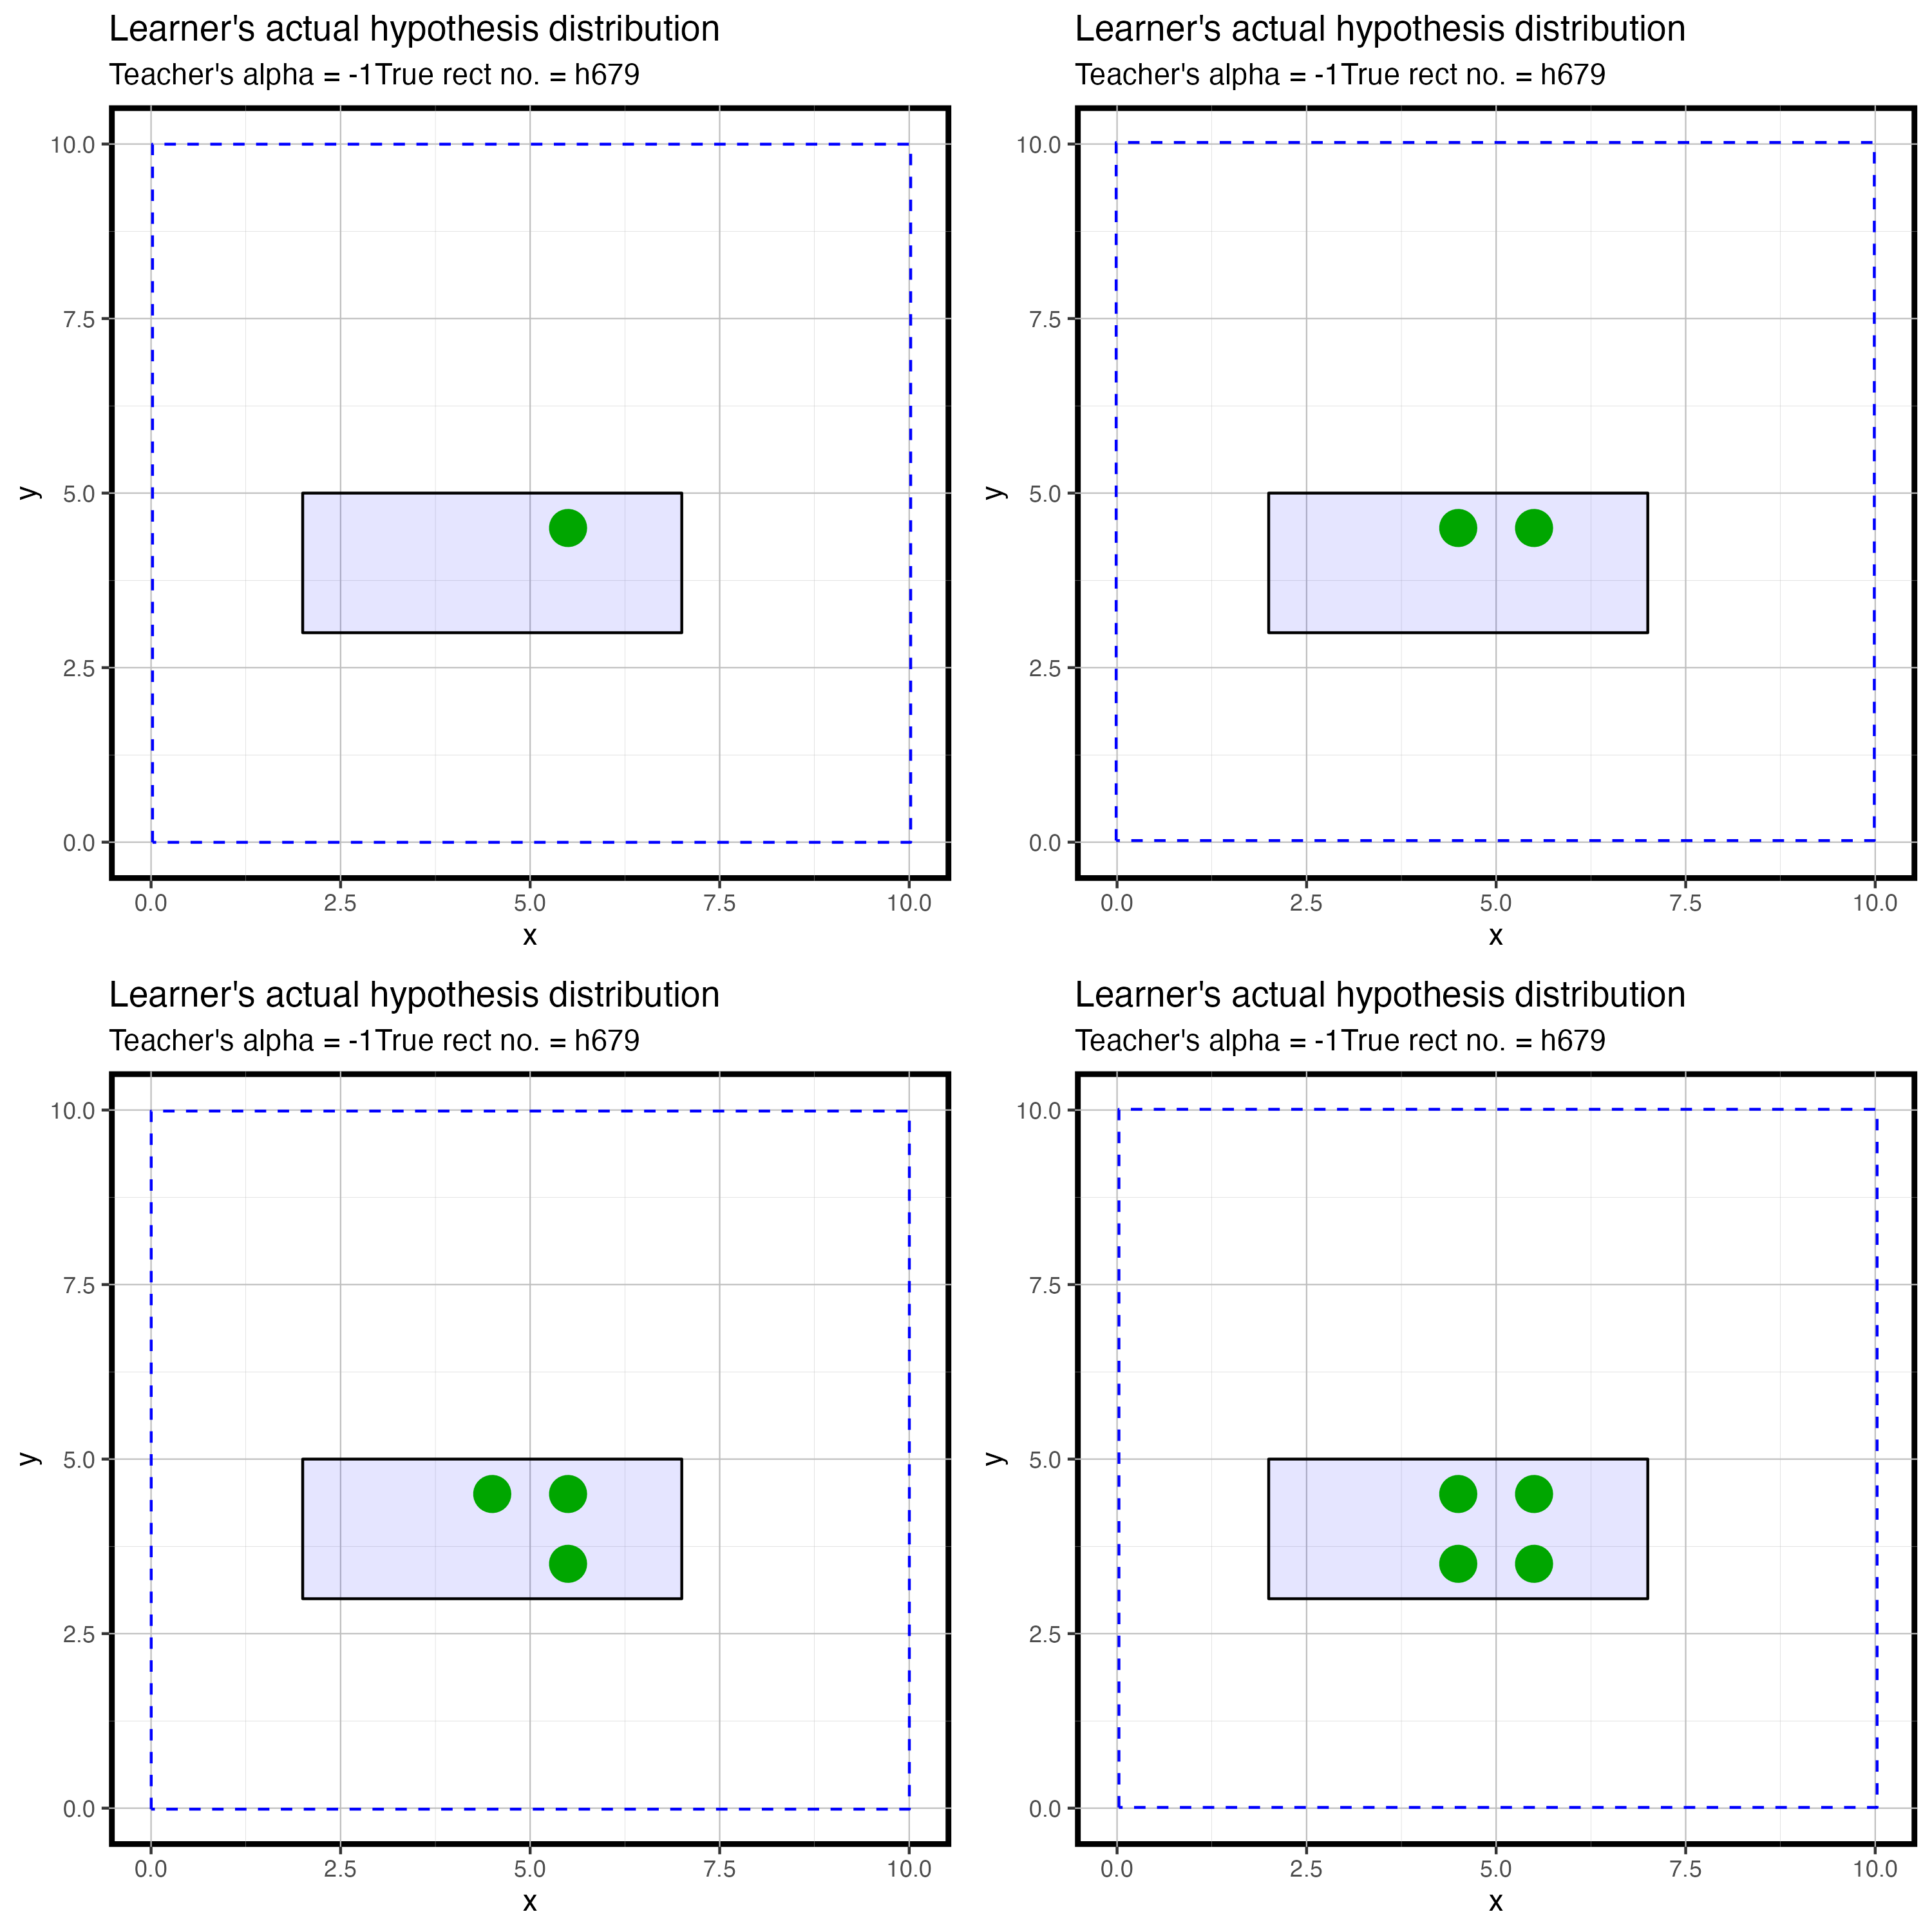 Learner's actual hypothesis distribution
Teacher's alpha = -1True rect no. = h679
10.0
7.5
y
5.0
2.5
0.0
0.0 2.5 5.0 7.5 10.0
x
Learner's actual hypothesis distribution
Teacher's alpha = -1True rect no. = h679
10.0
7.5
y
5.0
2.5
0.0
0.0 2.5 5.0 7.5 10.0
x
Learner's actual hypothesis distribution
Teacher's alpha = -1True rect no. = h679
10.0
7.5
y
5.0
2.5
0.0
0.0 2.5 5.0 7.5 10.0
x
Learner's actual hypothesis distribution
Teacher's alpha = -1True rect no. = h679
10.0
7.5
y
5.0
2.5
0.0
0.0 2.5 5.0 7.5 10.0
x